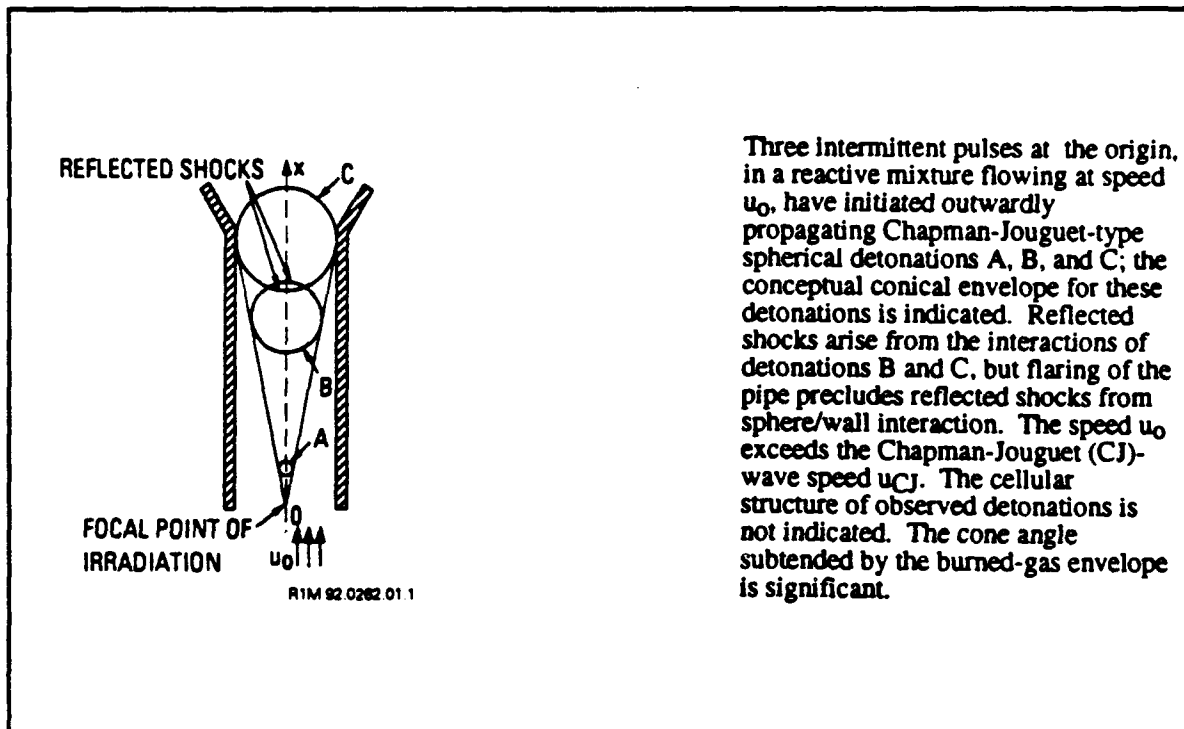 REFLECTED SHOCKS
x
C
B
A
0
FOCAL POINT OF
IRRADIATION
u₀
R1M 92.0262.01.1
Three intermittent pulses at the origin,
in a reactive mixture flowing at speed
u₀, have initiated outwardly
propagating Chapman-Jouguet-type
spherical detonations A, B, and C; the
conceptual conical envelope for these
detonations is indicated. Reflected
shocks arise from the interactions of
detonations B and C, but flaring of the
pipe precludes reflected shocks from
sphere/wall interaction. The speed u₀
exceeds the Chapman-Jouguet (CJ)-
wave speed uCJ. The cellular
structure of observed detonations is
not indicated. The cone angle
subtended by the burned-gas envelope
is significant.